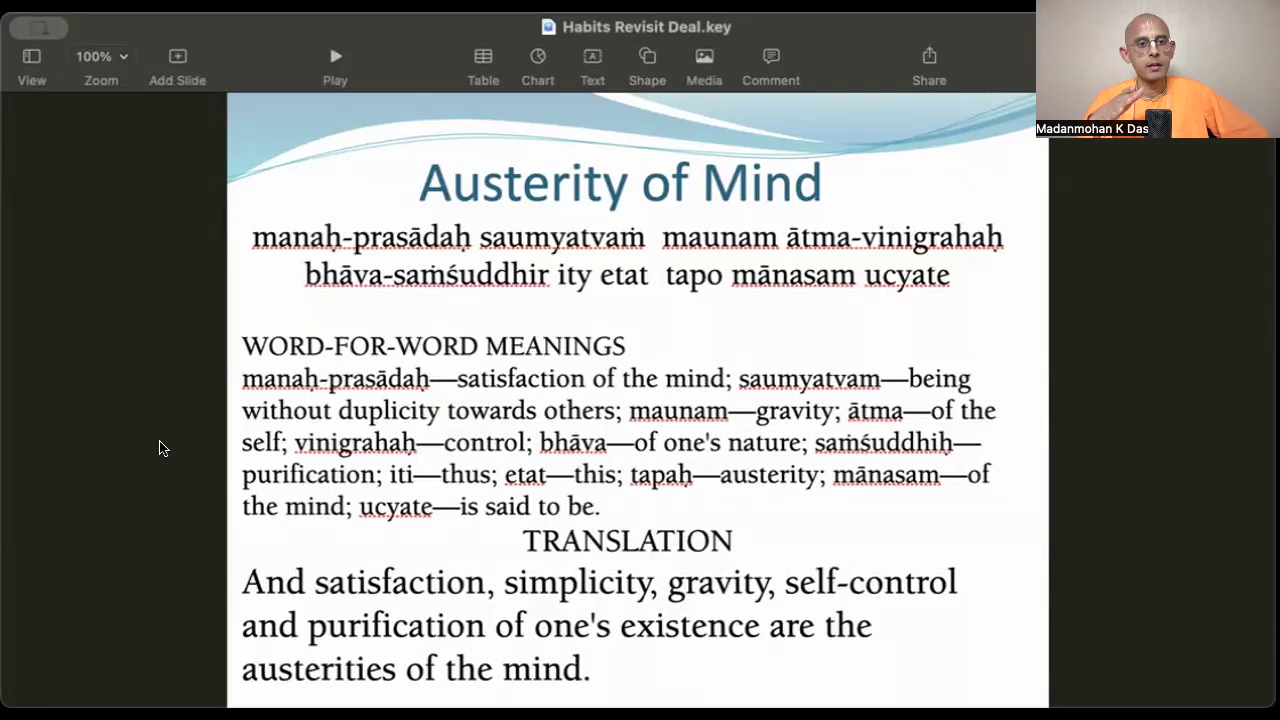 Habits Revisit Deal.key
100%
View
Zoom
Add Slide
Play
Table
Chart
Text
Shape
Media
Comment
Share
Madanmohan K Das
Austerity of Mind
manaḥ-prasādaḥ saumyatvaṁ maunam ātma-vinigrahaḥ
bhāva-saṁśuddhir ity etat tapo mānasam ucyate
WORD-FOR-WORD MEANINGS
manaḥ-prasādaḥ—satisfaction of the mind; saumyatvam—being
without duplicity towards others; maunam—gravity; ātma—of the
self; vinigrahaḥ—control; bhāva—of one's nature; saṁśuddhiḥ—
purification; iti—thus; etat—this; tapaḥ—austerity; mānasam—of
the mind; ucyate—is said to be.
TRANSLATION
And satisfaction, simplicity, gravity, self-control
and purification of one's existence are the
austerities of the mind.